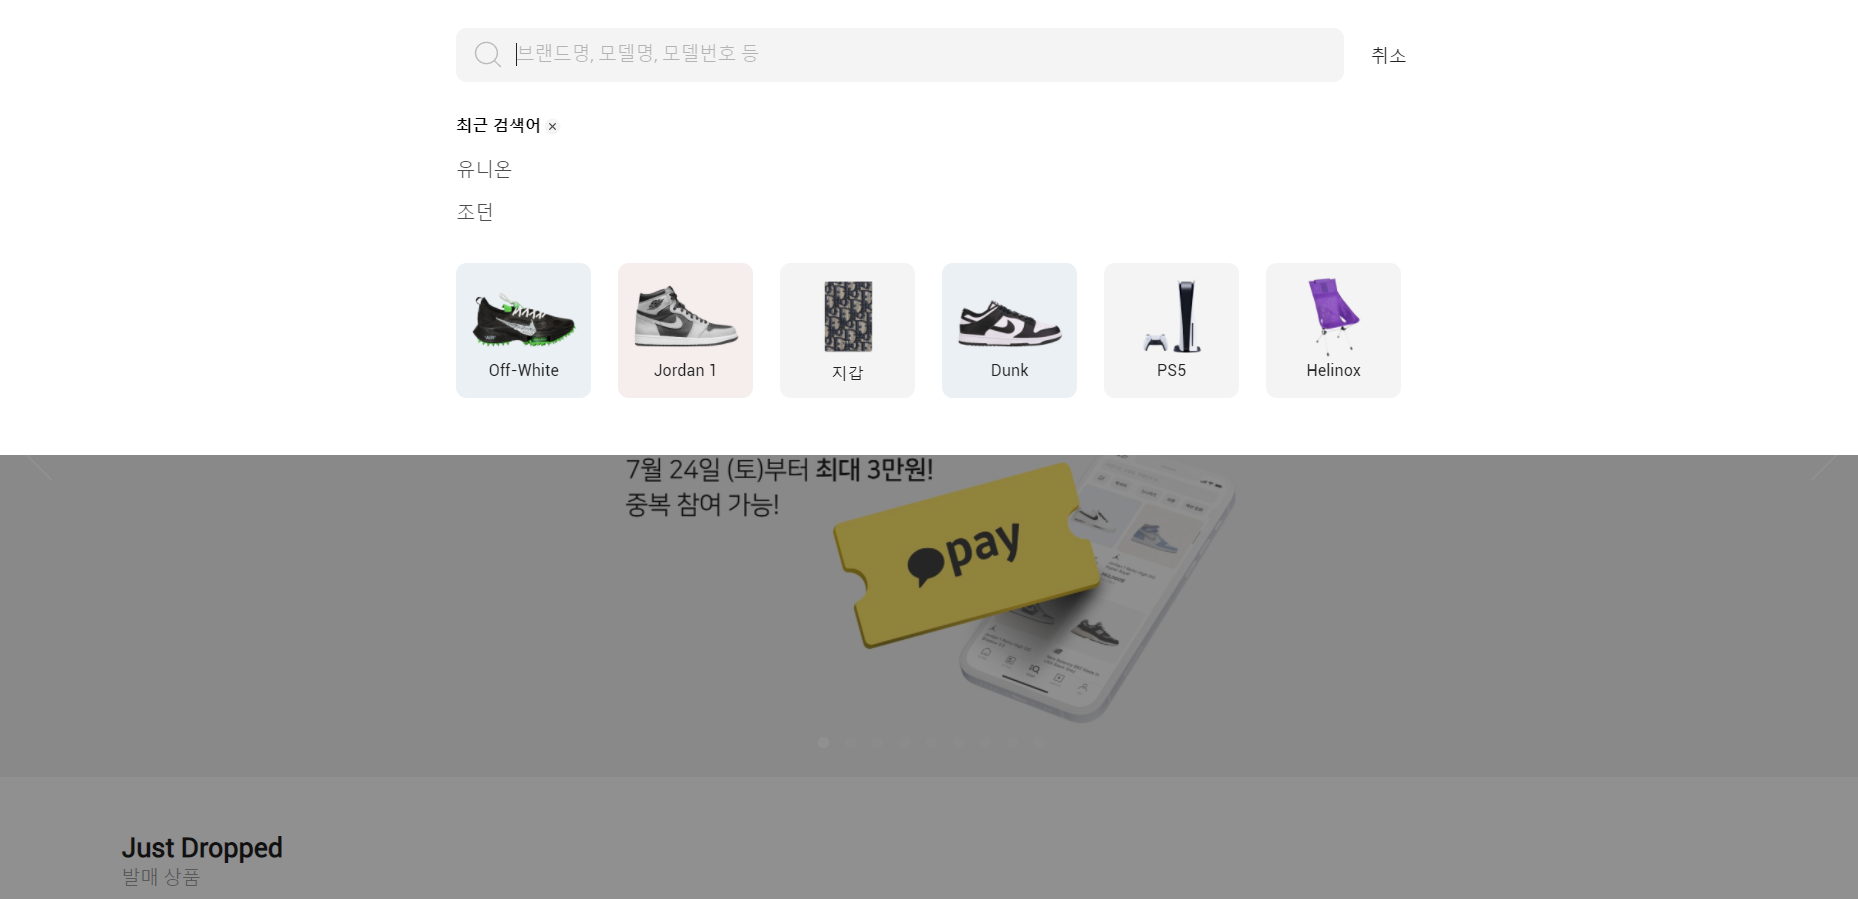 브랜드명, 모델명, 모델번호 등
취소
최근 검색어 ×
유니온
조던
Off-White
Jordan 1
지갑
Dunk
PS5
Helinox
7월 24일 (토)부터 최대 3만원!
중복 참여 가능!
pay
Just Dropped
발매 상품